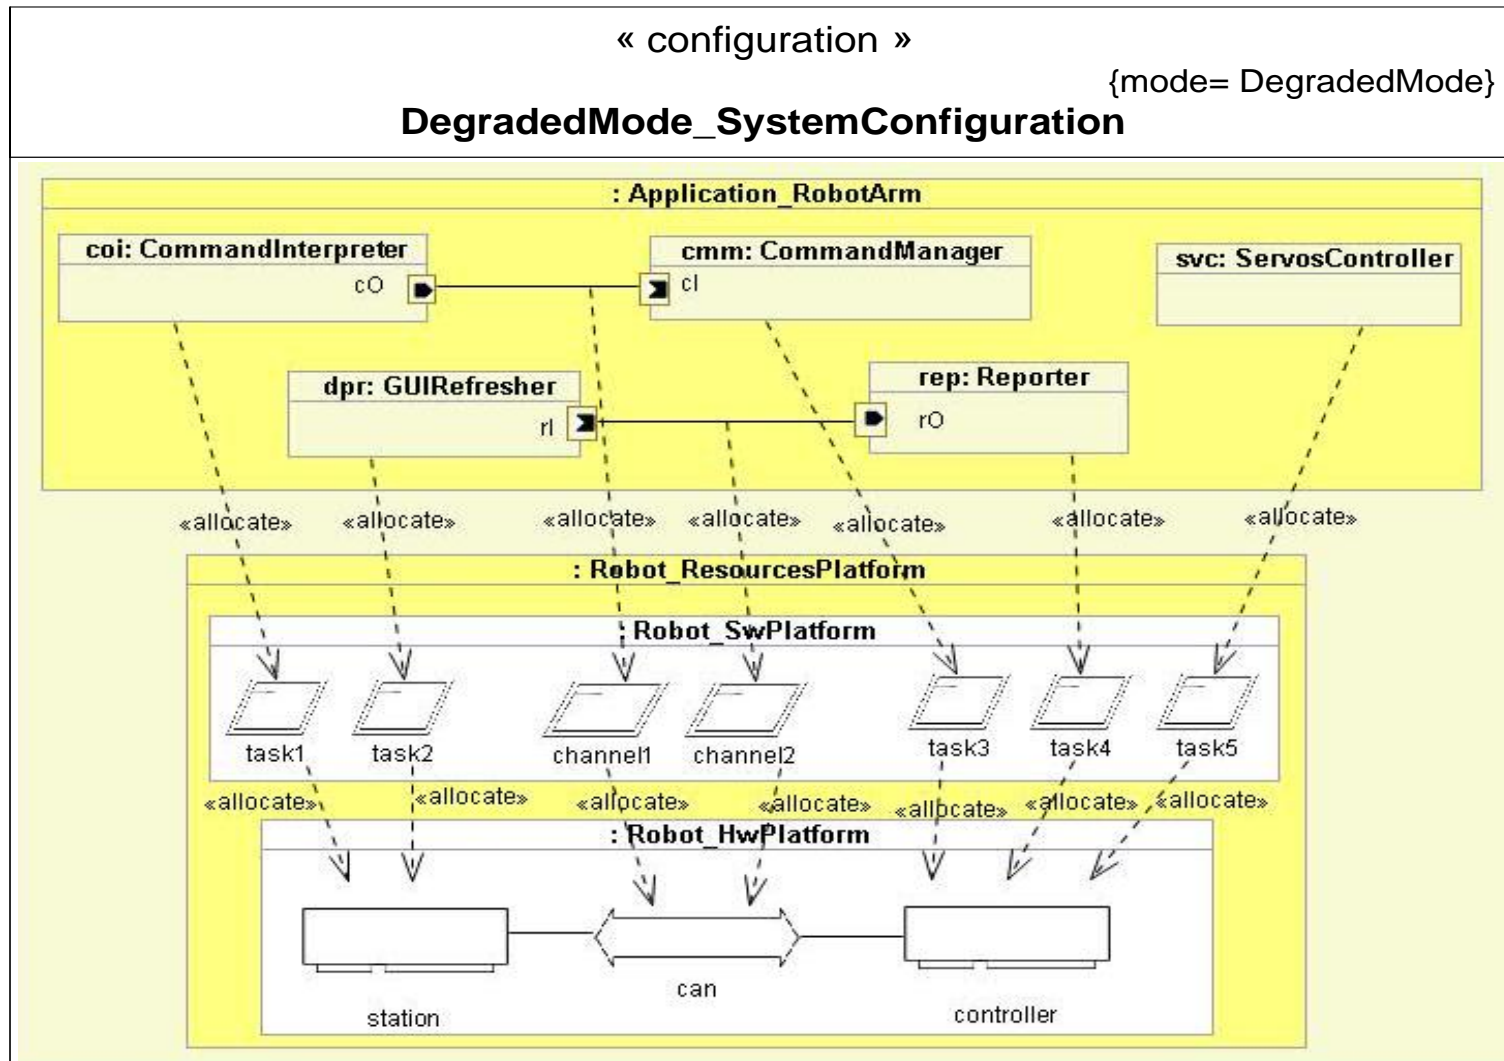 « configuration »
{mode= DegradedMode}
DegradedMode_SystemConfiguration
: Application_RobotArm
coi: CommandInterpreter
cmm: CommandManager
svc: ServosController
cO
cI
dpr: GUIRefresher
rep: Reporter
rI
rO
«allocate» «allocate» «allocate» «allocate» «allocate» «allocate» «allocate»
: Robot_ResourcesPlatform
: Robot_SwPlatform
task1 task2 channel1 channel2 task3 task4 task5
«allocate» «allocate» «allocate» «allocate» «allocate» «allocate» «allocate»
: Robot_HwPlatform
station
can
controller